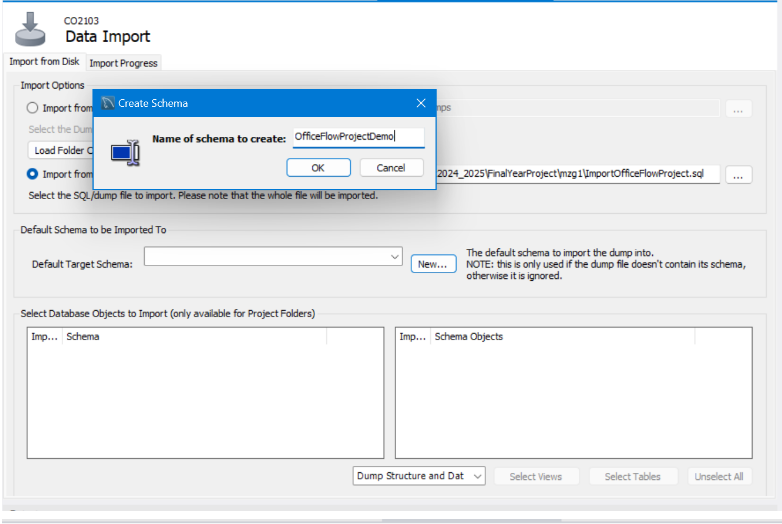 CO2103
Data Import
Import from Disk Import Progress
Import Options
Import from
Create Schema
mps
...
Select the Dum
Name of schema to create: OfficeFlowProjectDemo
Load Folder C
OK Cancel
Import from
2024_2025\FinalYearProject\mzg1\ImportOfficeFlowProject.sql ...
Select the SQL/dump file to import. Please note that the whole file will be imported.
Default Schema to be Imported To
Default Target Schema:
New...
The default schema to import the dump into.
NOTE: this is only used if the dump file doesn't contain its schema,
otherwise it is ignored.
Select Database Objects to Import (only available for Project Folders)
Imp... Schema
Imp... Schema Objects
Dump Structure and Dat Select Views Select Tables Unselect All